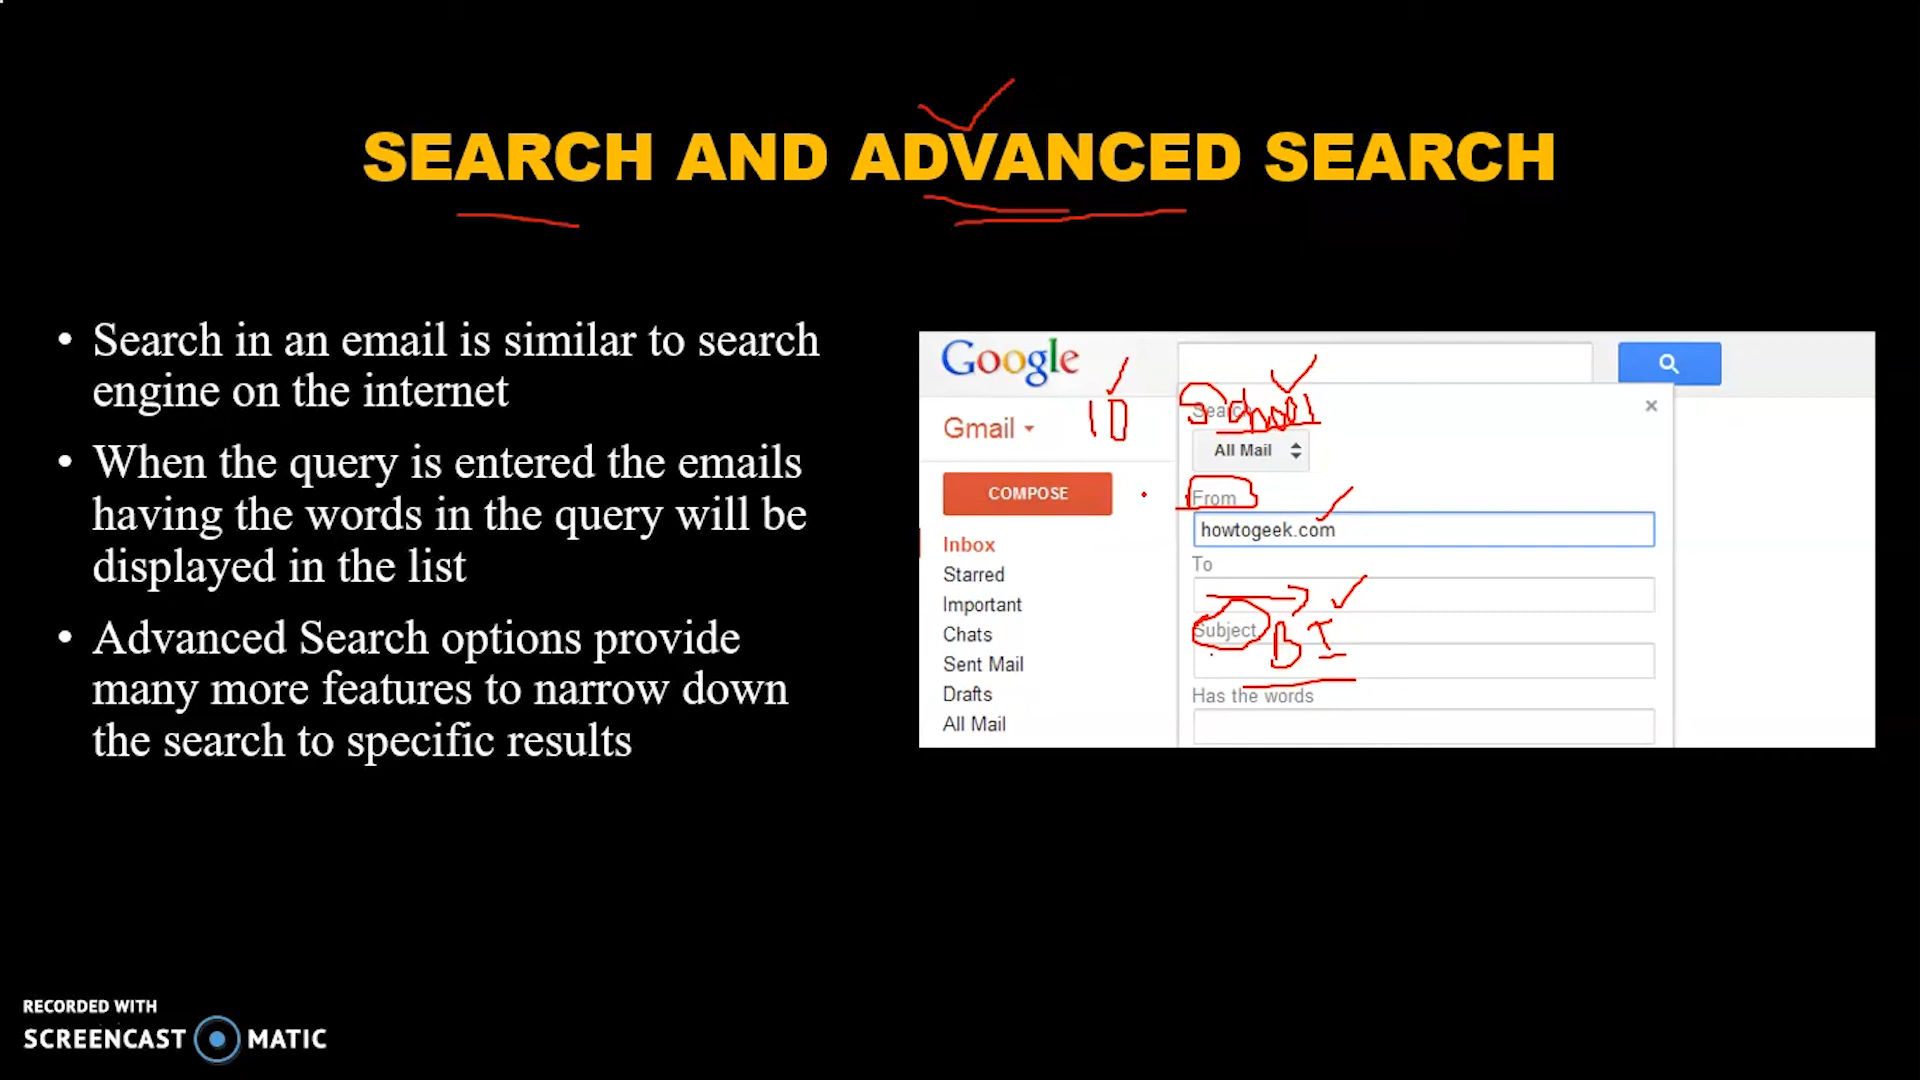 SEARCH AND ADVANCED SEARCH
• Search in an email is similar to search
engine on the internet
• When the query is entered the emails
having the words in the query will be
displayed in the list
• Advanced Search options provide
many more features to narrow down
the search to specific results
Google
Gmail
ID School
Search
All Mail
COMPOSE
From
howtogeek.com
Inbox
Starred
To
Important
Chats
Subject BI
Sent Mail
Drafts
Has the words
All Mail
RECORDED WITH
SCREENCAST MATIC